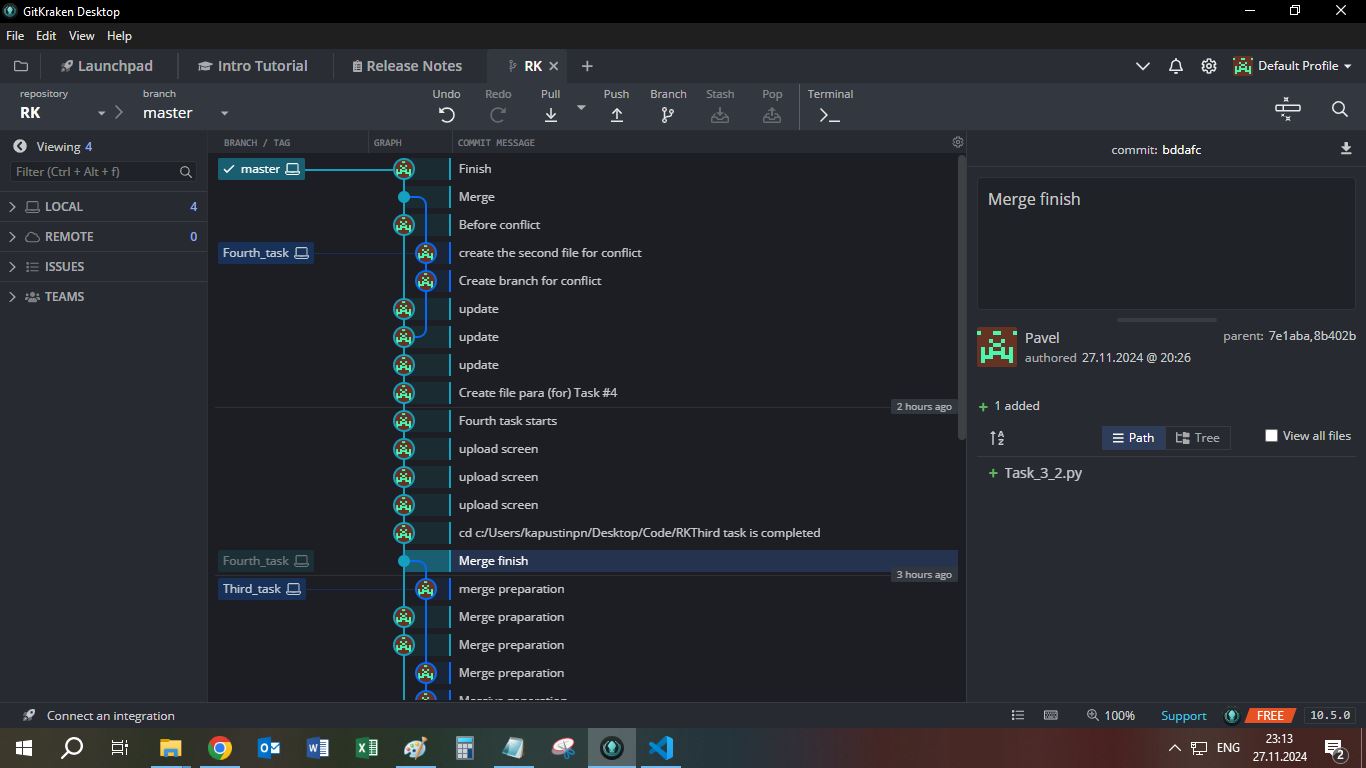 GitKraken Desktop
File Edit View Help
Launchpad Intro Tutorial Release Notes RK
Default Profile
repository branch
RK master
Undo Redo Pull Push Branch Stash Pop Terminal
Viewing 4
Filter (Ctrl + Alt + f)
LOCAL 4
REMOTE 0
ISSUES
TEAMS
BRANCH / TAG GRAPH COMMIT MESSAGE
master Finish
Merge
Before conflict
Fourth_task create the second file for conflict
Create branch for conflict
update
update
update
Create file para (for) Task #4
2 hours ago
Fourth task starts
upload screen
upload screen
upload screen
cd c:/Users/kapustinpn/Desktop/Code/RKThird task is completed
Fourth_task Merge finish
3 hours ago
Third_task merge preparation
Merge praparation
Merge preparation
Merge preparation
commit: bddafc
Merge finish
Pavel
authored 27.11.2024 @ 20:26
parent: 7e1aba,8b402b
1 added
Path Tree View all files
Task_3_2.py
Connect an integration
100% Support FREE 10.5.0
ENG
23:13
27.11.2024
2